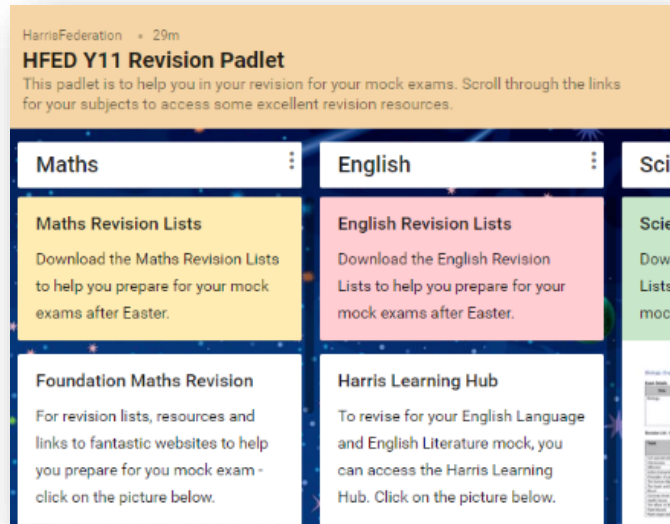 HarrisFederation • 29m
HFED Y11 Revision Padlet
This padlet is to help you in your revision for your mock exams. Scroll through the links
for your subjects to access some excellent revision resources.
Maths
Maths Revision Lists
Download the Maths Revision Lists
to help you prepare for your mock
exams after Easter.
Foundation Maths Revision
For revision lists, resources and
links to fantastic websites to help
you prepare for you mock exam -
click on the picture below.
English
English Revision Lists
Download the English Revision
Lists to help you prepare for your
mock exams after Easter.
Harris Learning Hub
To revise for your English Language
and English Literature mock, you
can access the Harris Learning
Hub. Click on the picture below.
Sci
Scie
Dow
Lists
moc